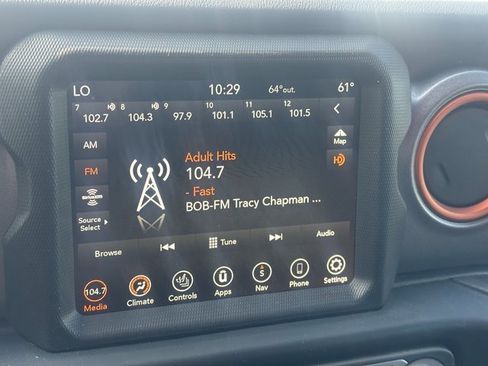 LO 10:29 64°out. 61°
7 8 9 10 11 12
102.7 104.3 97.9 101.1 105.1 101.5
AM
Map
FM
Adult Hits
104.7
- Fast
BOB-FM Tracy Chapman ...
SiriusXM
Source Select
Browse Tune Audio
104.7 S
Media Climate Controls Apps Nav Phone Settings